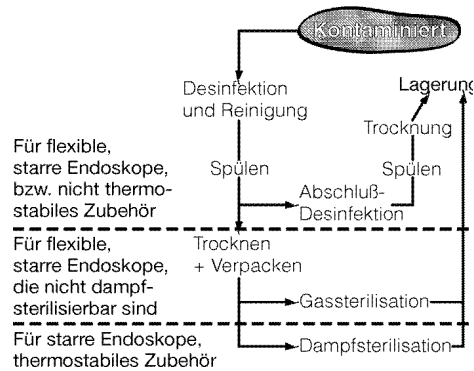 Kontaminiert
Desinfektion
und Reinigung
Lagerung
Trocknung
Für flexible,
starre Endoskope,
bzw. nicht thermo-
stabiles Zubehör
Spülen
Spülen
Abschluß-
Desinfektion
Für flexible,
starre Endoskope,
die nicht dampf-
sterilisierbar sind
Trocknen
+ Verpacken
Gassterilisation
Für starre Endoskope,
thermostabiles Zubehör
Dampfsterilisation